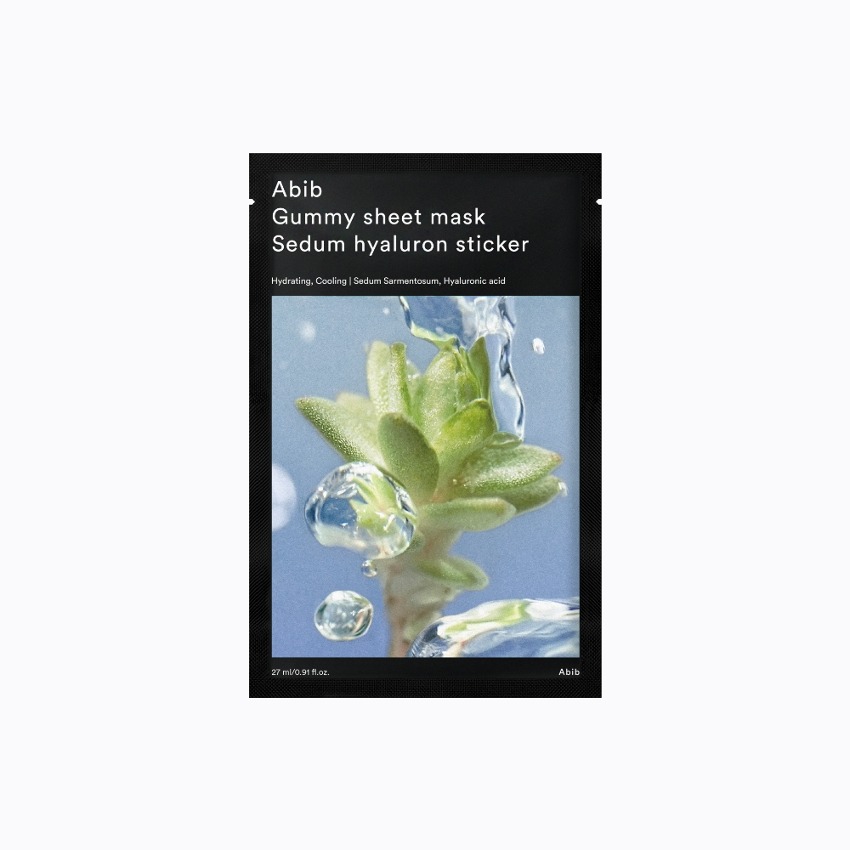 Abib
Gummy sheet mask
Sedum hyaluron sticker
Hydrating, Cooling | Sedum Sarmentosum, Hyaluronic acid
27 ml/0.91 fl.oz.
Abib